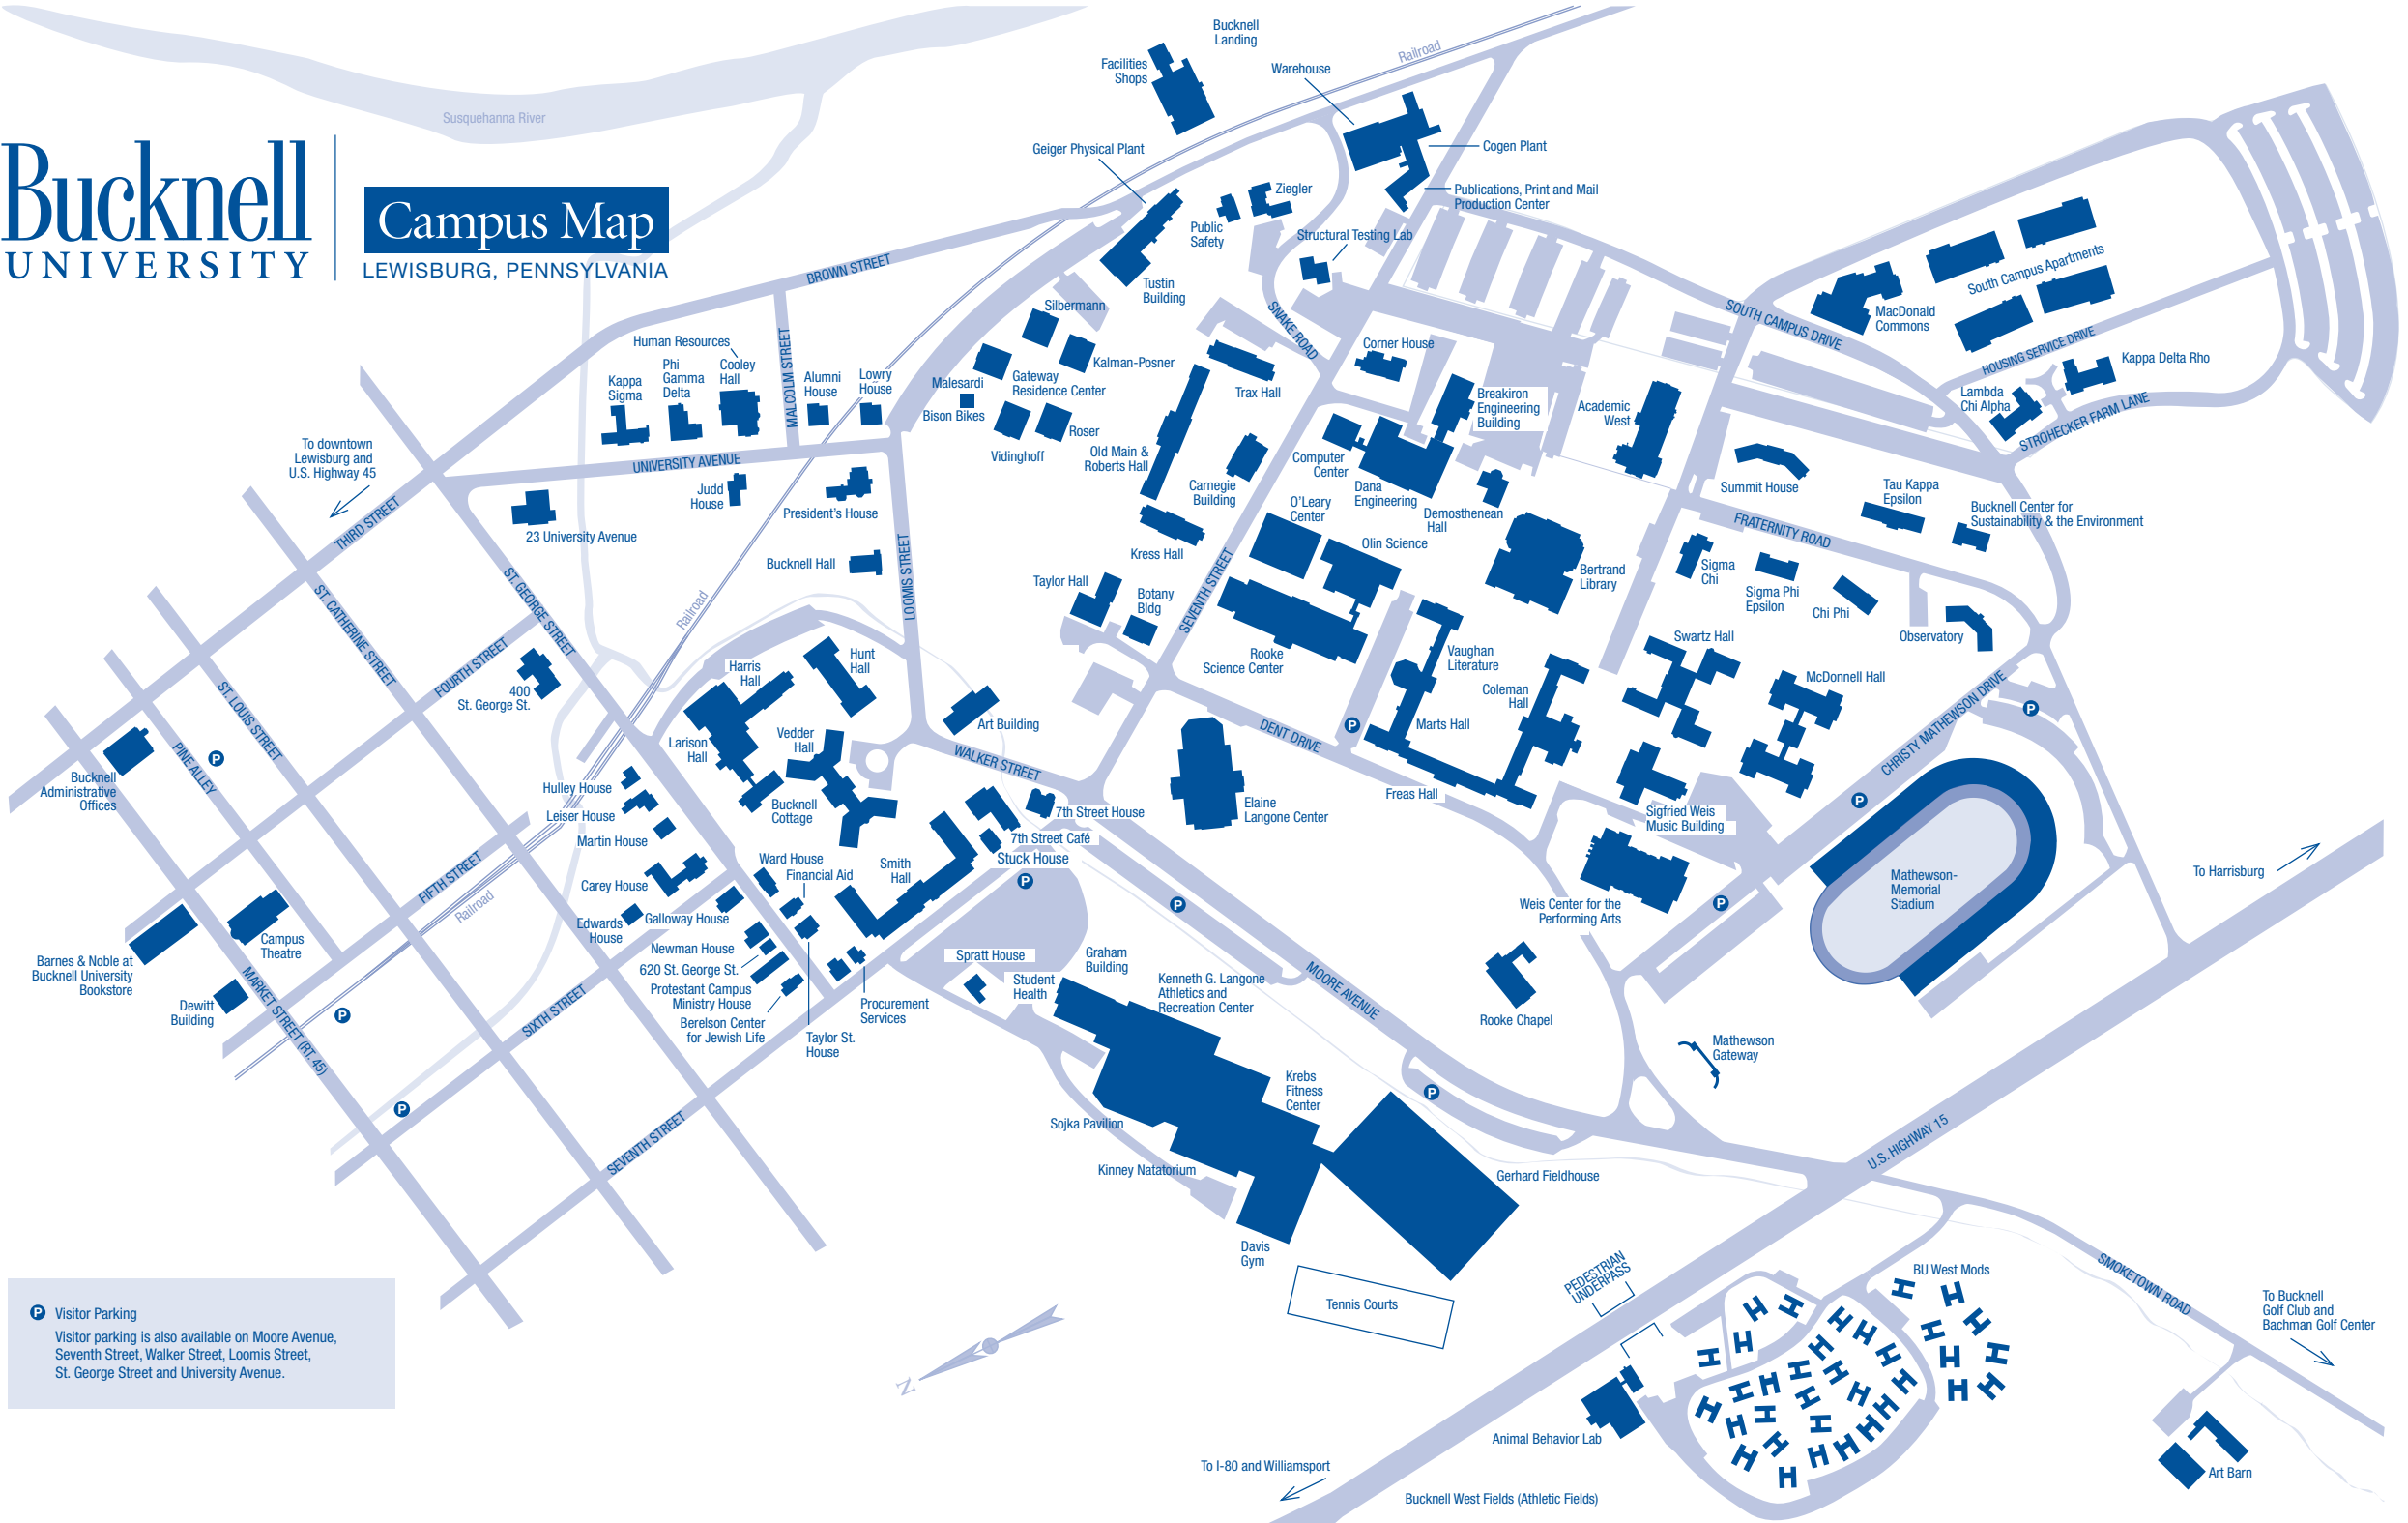 Bucknell
UNIVERSITY
Campus Map
LEWISBURG, PENNSYLVANIA
Susquehanna River
Bucknell
Landing
Facilities
Shops
Railroad
Warehouse
Geiger Physical Plant
Cogen Plant
Ziegler
Publications, Print and Mail
Production Center
Public
Safety
Structural Testing Lab
Tustin
Building
BROWN STREET
Silbermann
SNAKE ROAD
South Campus Apartments
MacDonald
Commons
SOUTH CAMPUS DRIVE
HOUSING SERVICE DRIVE
Kappa Delta Rho
Lambda
Chi Alpha
STROHECKER FARM LANE
Human Resources
Kappa
Sigma
Phi
Gamma
Delta
Cooley
Hall
MALCOLM STREET
Alumni
House
Lowry
House
Malesardi
Bison Bikes
Gateway
Residence Center
Kalman-Posner
Roser
Vidinghoff
Trax Hall
Corner House
Breakiron
Engineering
Building
Academic
West
Old Main &
Roberts Hall
Carnegie
Building
Computer
Center
Dana
Engineering
Demosthenean
Hall
O'Leary
Center
Olin Science
Summit House
Tau Kappa
Epsilon
Bucknell Center for
Sustainability & the Environment
FRATERNITY ROAD
To downtown
Lewisburg and
U.S. Highway 45
UNIVERSITY AVENUE
Judd
House
President's House
23 University Avenue
Bucknell Hall
THIRD STREET
ST. GEORGE STREET
LOOMIS STREET
Kress Hall
Taylor Hall
Botany
Bldg
SEVENTH STREET
Bertrand
Library
Sigma
Chi
Sigma Phi
Epsilon
Chi Phi
Observatory
ST. CATHERINE STREET
FOURTH STREET
Railroad
Harris
Hall
Hunt
Hall
Rooke
Science Center
Vaughan
Literature
Swartz Hall
McDonnell Hall
Coleman
Hall
400
St. George St.
ST. LOUIS STREET
Larison
Hall
Vedder
Hall
Art Building
WALKER STREET
DENT DRIVE
P
Marts Hall
CHRISTY MATHEWSON DRIVE
P
PINE ALLEY
P
Bucknell
Administrative
Offices
Hulley House
Leiser House
Martin House
Bucknell
Cottage
7th Street House
7th Street Café
Stuck House
P
Elaine
Langone Center
Freas Hall
Sigfried Weis
Music Building
P
Mathewson-
Memorial
Stadium
To Harrisburg
Ward House
Financial Aid
Smith
Hall
Carey House
FIFTH STREET
Railroad
Edwards
House
Galloway House
P
Weis Center for the
Performing Arts
P
Campus
Theatre
Barnes & Noble at
Bucknell University
Bookstore
Dewitt
Building
MARKET STREET (RT. 45)
P
Newman House
620 St. George St.
Protestant Campus
Ministry House
Berelson Center
for Jewish Life
Taylor St.
House
Procurement
Services
Spratt House
Student
Health
Graham
Building
Kenneth G. Langone
Athletics and
Recreation Center
MOORE AVENUE
Rooke Chapel
Mathewson
Gateway
SIXTH STREET
P
Krebs
Fitness
Center
P
Sojka Pavilion
Kinney Natatorium
SEVENTH STREET
Gerhard Fieldhouse
U.S. HIGHWAY 15
Davis
Gym
Tennis Courts
PEDESTRIAN
UNDERPASS
BU West Mods
SMOKETOWN ROAD
To Bucknell
Golf Club and
Bachman Golf Center
P Visitor Parking
Visitor parking is also available on Moore Avenue,
Seventh Street, Walker Street, Loomis Street,
St. George Street and University Avenue.
N
Animal Behavior Lab
To I-80 and Williamsport
Bucknell West Fields (Athletic Fields)
Art Barn